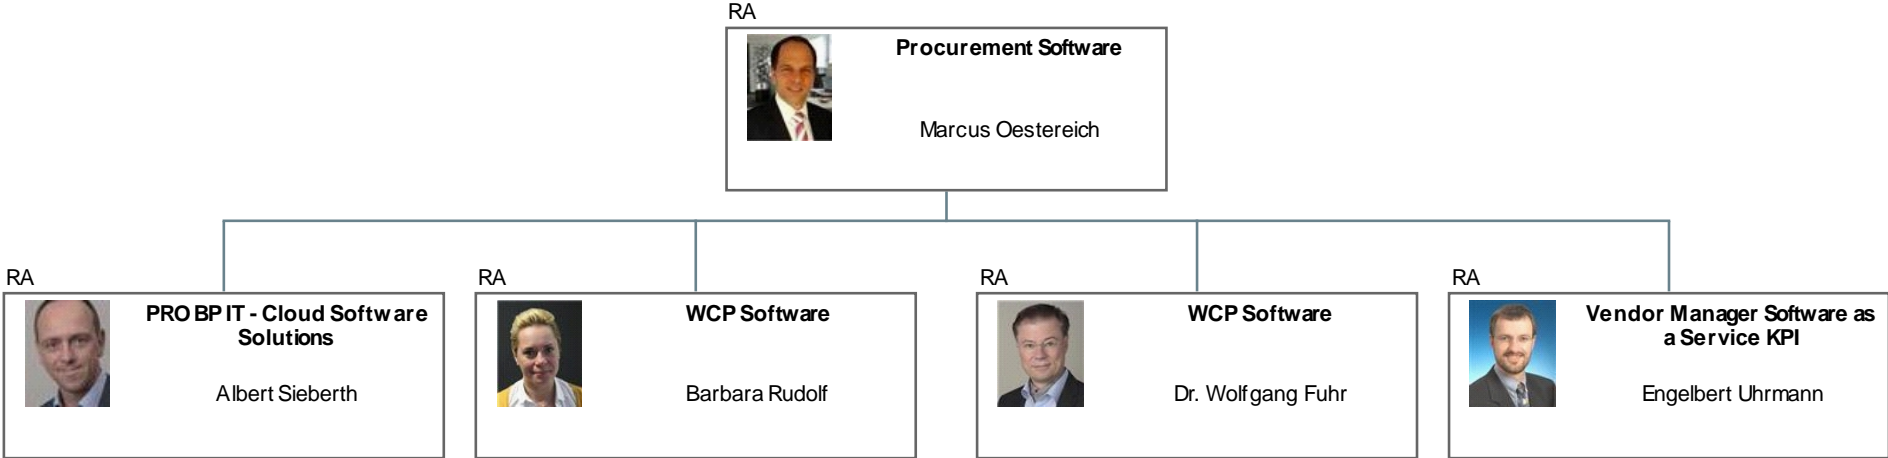 RA
Procurement Software
Marcus Oestereich
RA
PRO BP IT - Cloud Software
Solutions
Albert Sieberth
RA
WCP Software
Barbara Rudolf
RA
WCP Software
Dr. Wolfgang Fuhr
RA
Vendor Manager Software as
a Service KPI
Engelbert Uhrmann